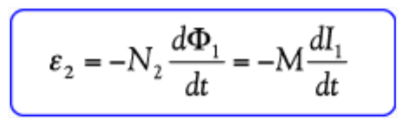 ε₂ = −N₂ dΦ₁/dt = −M dI₁/dt